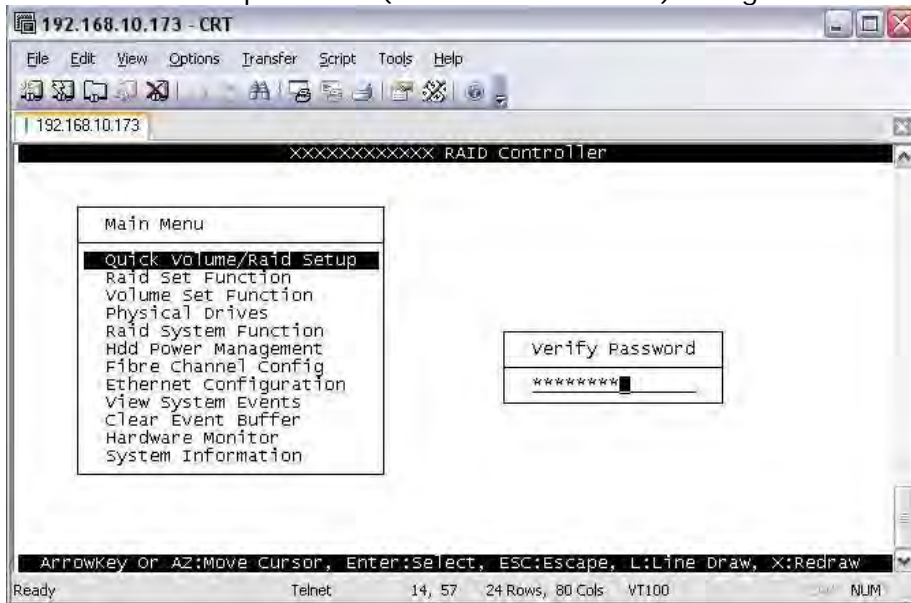 192.168.10.173 - CRT
File Edit View Options Transfer Script Tools Help
192.168.10.173
XXXXXXXXXXXX RAID Controller
Main Menu
Quick Volume/Raid Setup
Raid Set Function
Volume Set Function
Physical Drives
Raid System Function
Hdd Power Management
Fibre Channel Config
Ethernet Configuration
View System Events
Clear Event Buffer
Hardware Monitor
System Information
Verify Password
********
ArrowKey Or AZ:Move Cursor, Enter:Select, ESC:Escape, L:Line Draw, X:Redraw
Ready Telnet 14, 57 24 Rows, 80 Cols VT100 NUM